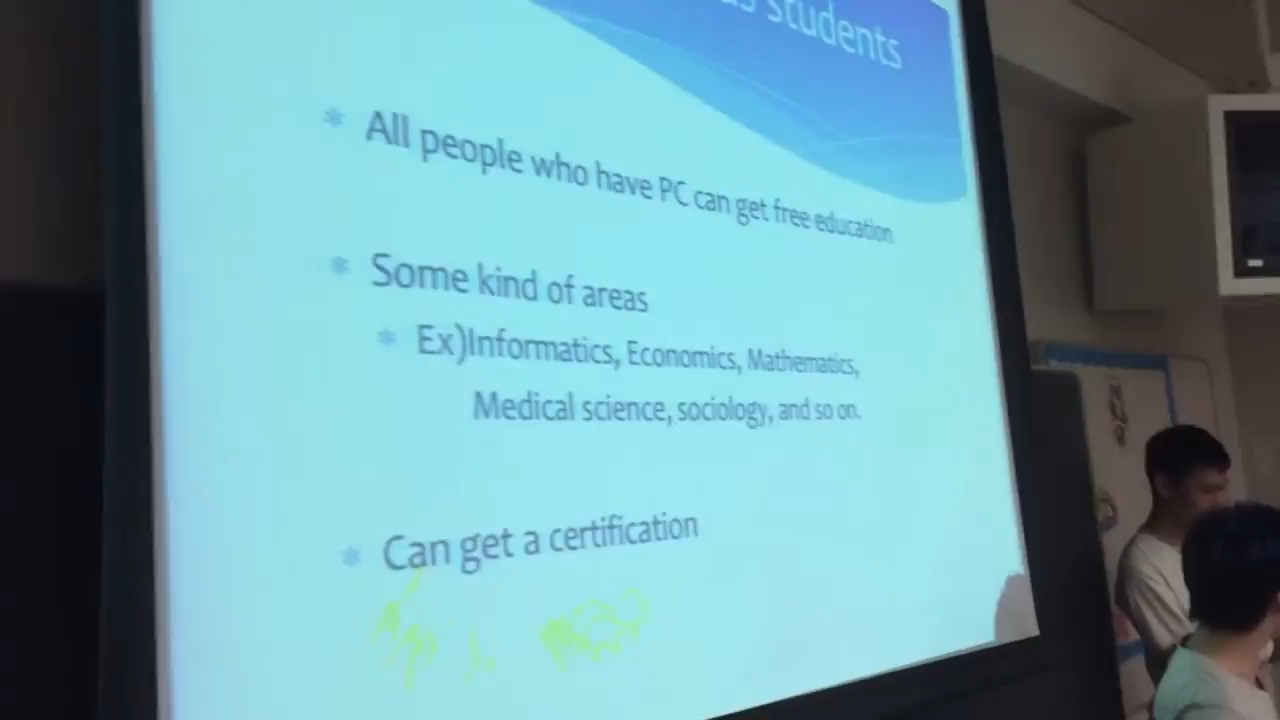 students
All people who have PC can get free education
Some kind of areas
Ex)Informatics, Economics, Mathematics,
Medical science, sociology, and so on.
Can get a certification